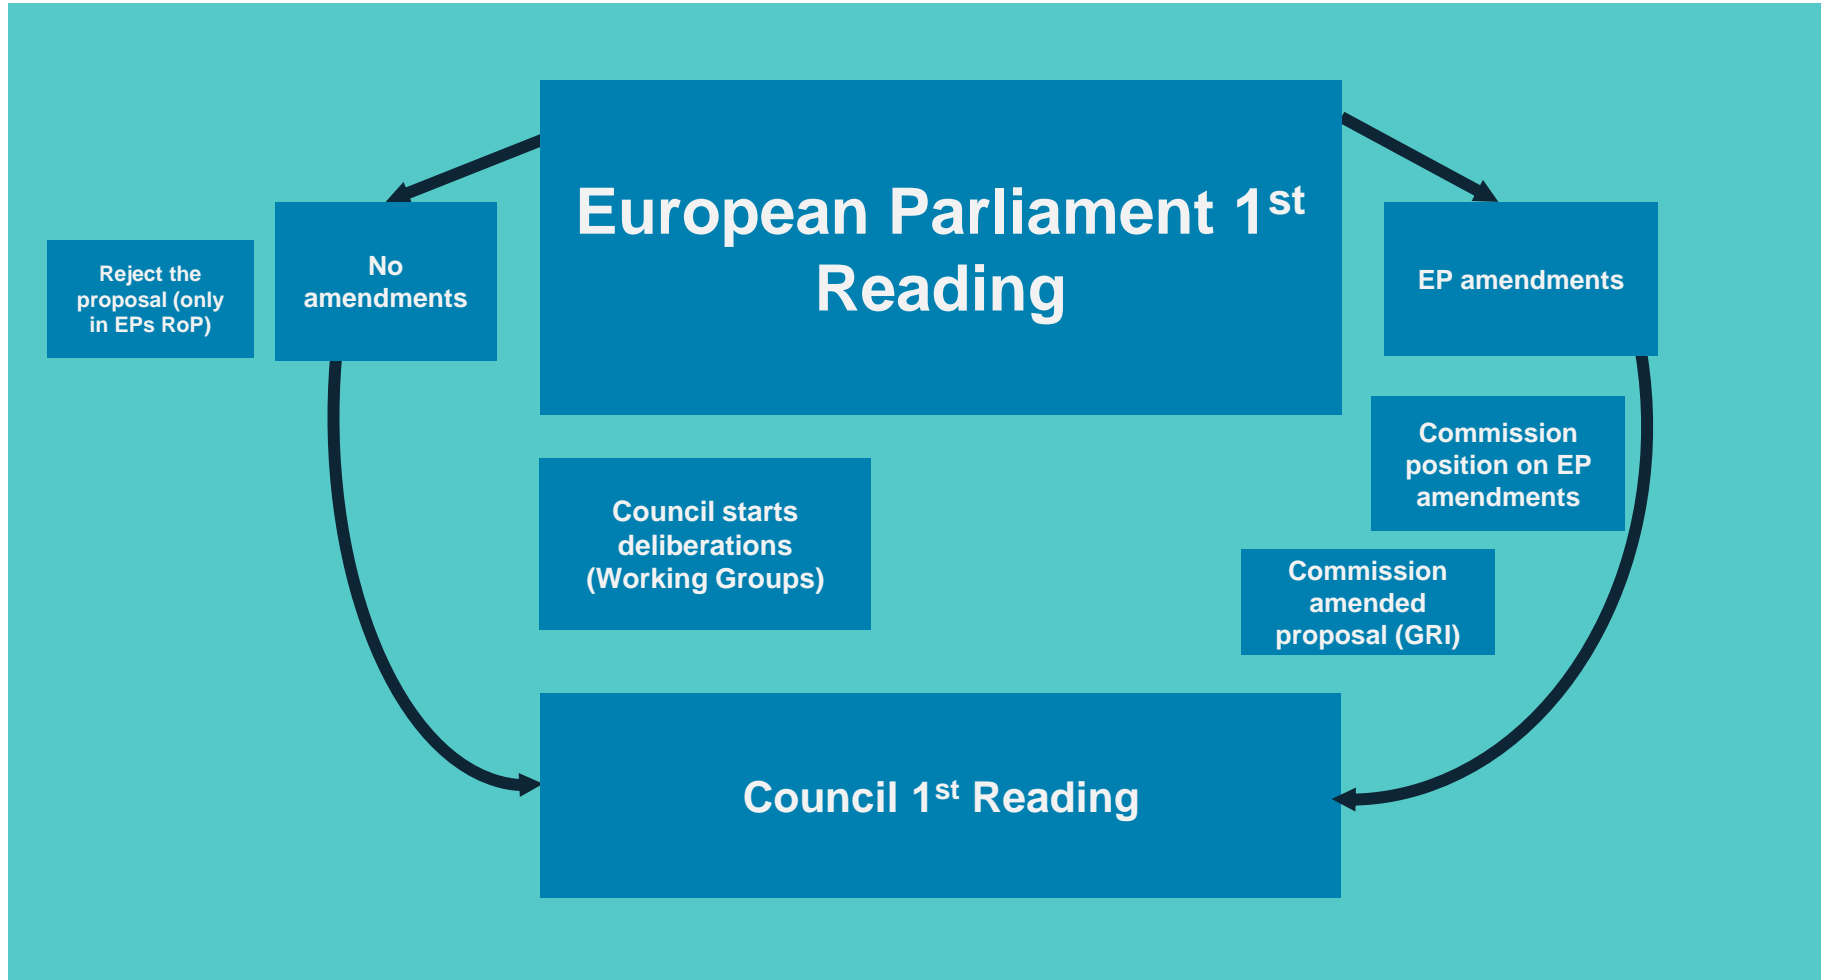 European Parliament 1st
Reading
Reject the
proposal (only
in EPs RoP)
No
amendments
EP amendments
Commission
position on EP
amendments
Council starts
deliberations
(Working Groups)
Commission
amended
proposal (GRI)
Council 1st Reading